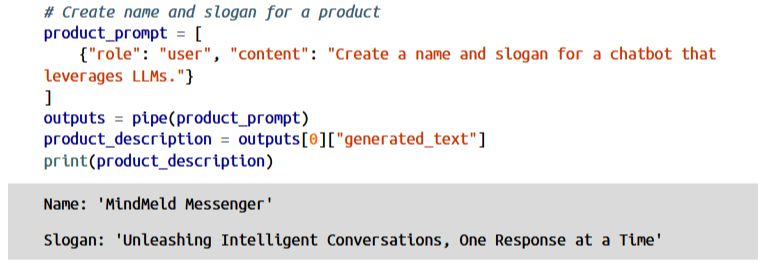 # Create name and slogan for a product
product_prompt = [
    {"role": "user", "content": "Create a name and slogan for a chatbot that
leverages LLMs."}
]
outputs = pipe(product_prompt)
product_description = outputs[0]["generated_text"]
print(product_description)
Name: 'MindMeld Messenger'
Slogan: 'Unleashing Intelligent Conversations, One Response at a Time'